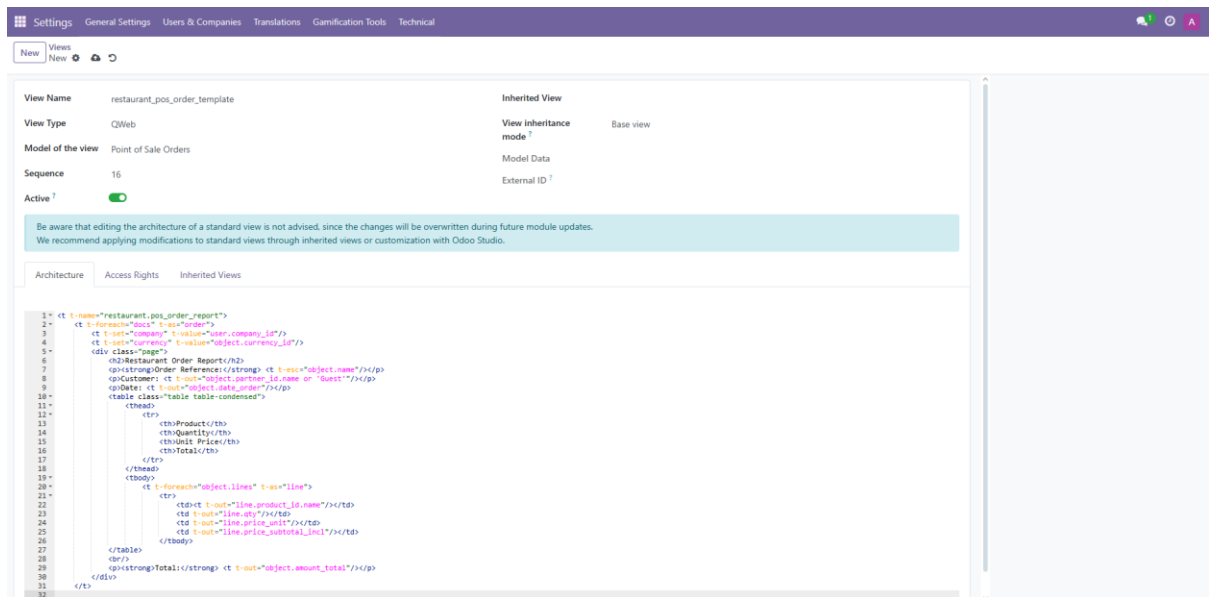 Settings General Settings Users & Companies Translations Gamification Tools Technical 1 A
New Views
New
View Name restaurant_pos_order_template Inherited View
View Type QWeb View inheritance mode ? Base view
Model of the view Point of Sale Orders Model Data
Sequence 16 External ID ?
Active ?
Be aware that editing the architecture of a standard view is not advised, since the changes will be overwritten during future module updates.
We recommend applying modifications to standard views through inherited views or customization with Odoo Studio.
Architecture Access Rights Inherited Views
1 <t t-name="restaurant.pos_order_report">
2 <t t-foreach="docs" t-as="order">
3 <t t-set="company" t-value="user.company_id"/>
4 <t t-set="currency" t-value="object.currency_id"/>
5 <div class="page">
6 <h2>Restaurant Order Report</h2>
7 <p><strong>Order Reference:</strong> <t t-esc="object.name"/></p>
8 <p>Customer: <t t-out="object.partner_id.name or 'Guest'"/></p>
9 <p>Date: <t t-out="object.date_order"/></p>
10 <table class="table table-condensed">
11 <thead>
12 <tr>
13 <th>Product</th>
14 <th>Quantity</th>
15 <th>Unit Price</th>
16 <th>Total</th>
17 </tr>
18 </thead>
19 <tbody>
20 <t t-foreach="object.lines" t-as="line">
21 <tr>
22 <td><t t-out="line.product_id.name"/></td>
23 <td t-out="line.qty"/></td>
24 <td t-out="line.price_unit"/></td>
25 <td t-out="line.price_subtotal_incl"/></td>
26 </tbody>
27 </table>
28 <br/>
29 <p><strong>Total:</strong> <t t-out="object.amount_total"/></p>
30 </div>
31 </t>
32